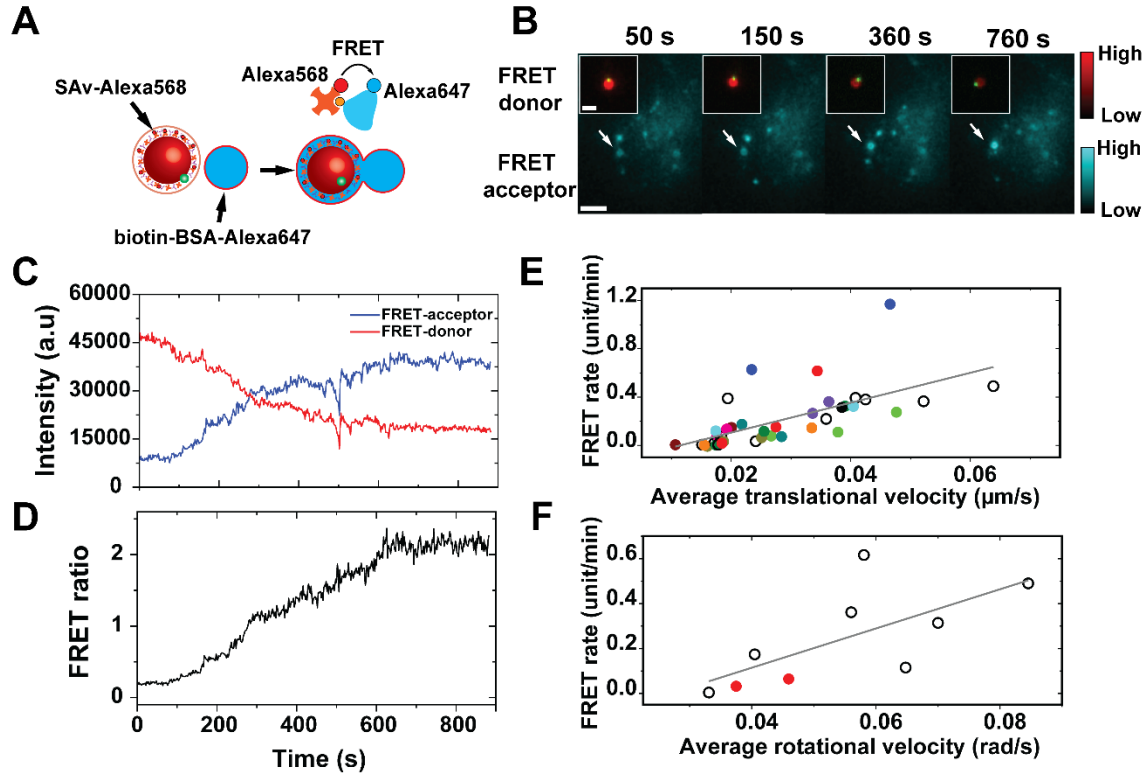 A
FRET
Alexa568
Alexa647
SAv-Alexa568
biotin-BSA-Alexa647
B
50 s 150 s 360 s 760 s
FRET
donor
FRET
acceptor
High
Low
High
Low
C
60000
45000
30000
15000
0
Intensity (a.u)
FRET-acceptor
FRET-donor
D
2
1
0
FRET ratio
0 200 400 600 800
Time (s)
E
1.2
0.8
0.4
0.0
FRET rate (unit/min)
0.02 0.04 0.06
Average translational velocity (μm/s)
F
0.6
0.4
0.2
0.0
FRET rate (unit/min)
0.04 0.06 0.08
Average rotational velocity (rad/s)